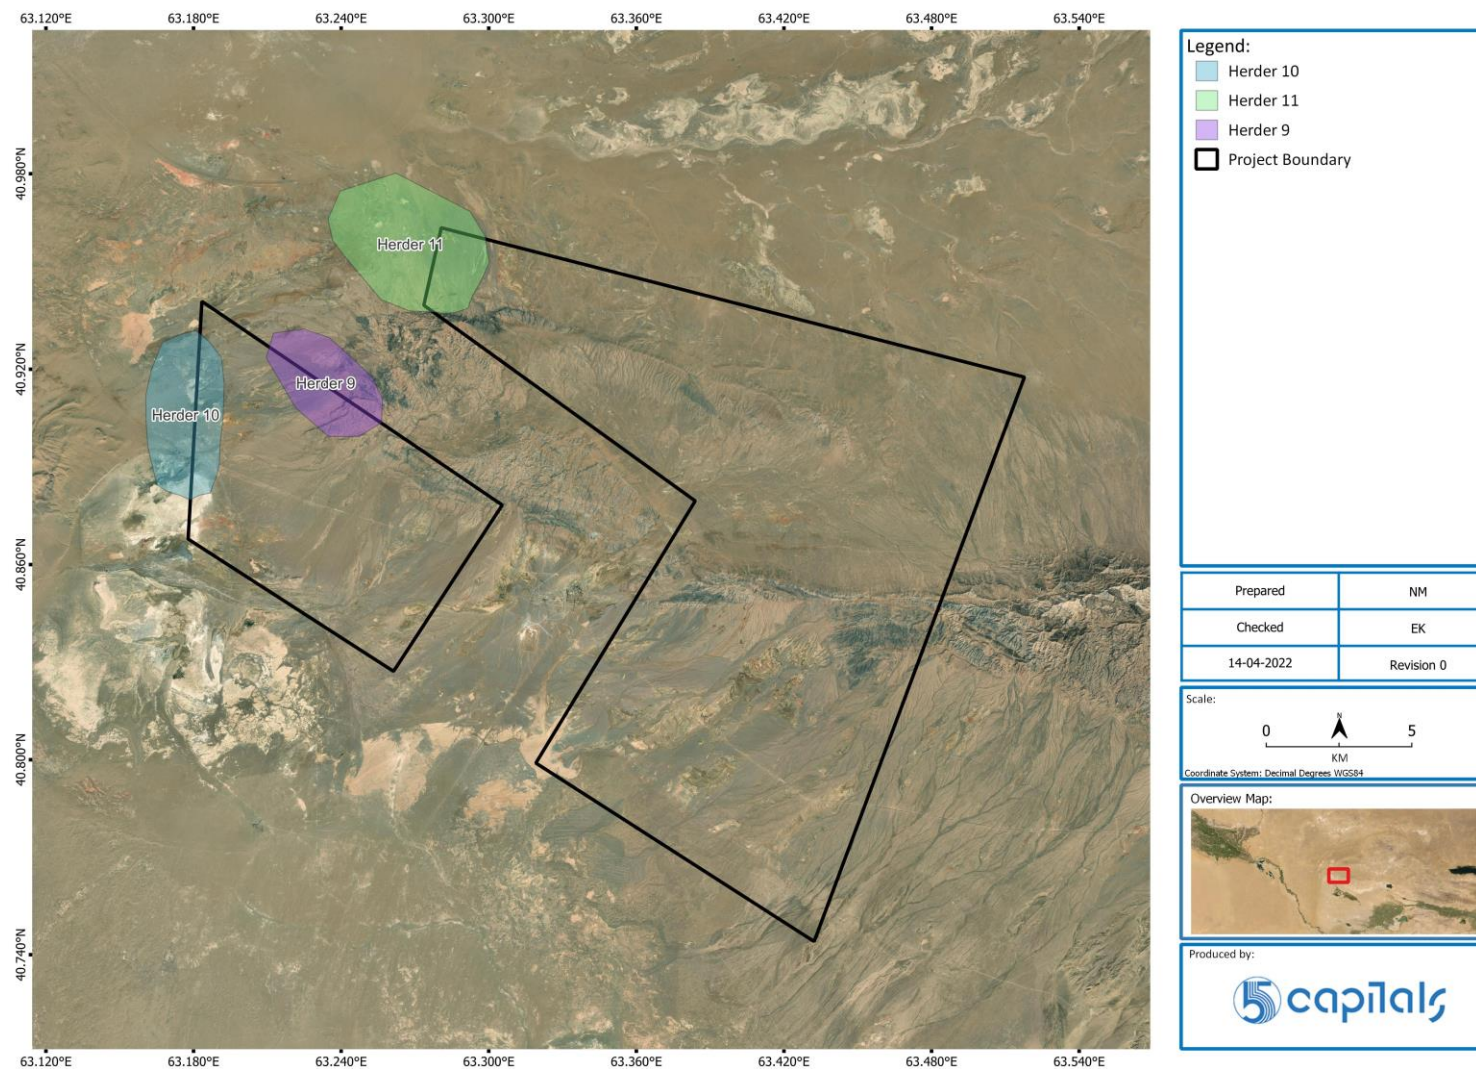 63.120°E 63.180°E 63.240°E 63.300°E 63.360°E 63.420°E 63.480°E 63.540°E
40.980°N
40.920°N
40.860°N
40.800°N
40.740°N
Herder 11
Herder 9
Herder 10
63.120°E 63.180°E 63.240°E 63.300°E 63.360°E 63.420°E 63.480°E 63.540°E
Legend:
Herder 10
Herder 11
Herder 9
Project Boundary
Prepared NM
Checked EK
14-04-2022 Revision 0
Scale:
N
0 5
KM
Coordinate System: Decimal Degrees WGS84
Overview Map:
Produced by:
5 capitals